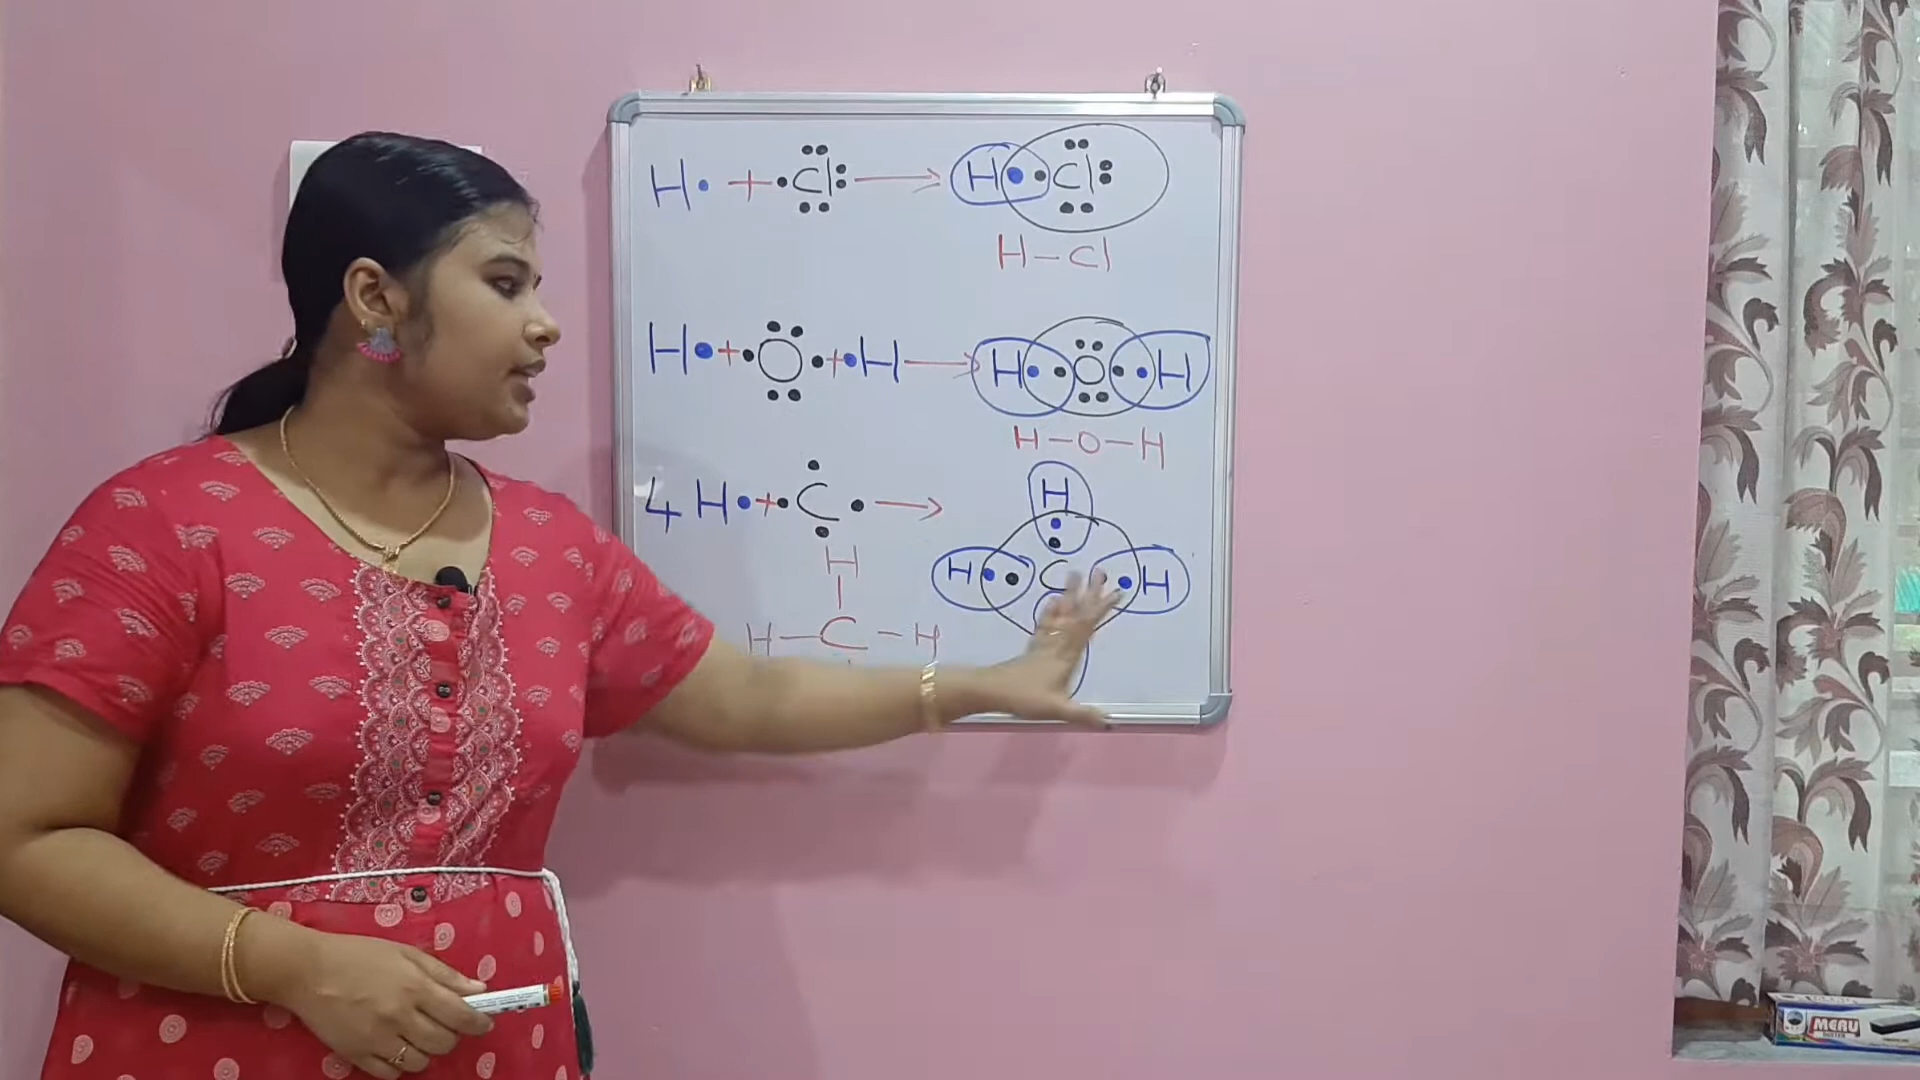 H• + •Cl → H••Cl
H–Cl
H• + •O• + •H → H••O••H
H–O–H
4 H• + •C• → H
H••C•H
H
H–C–H
MERU